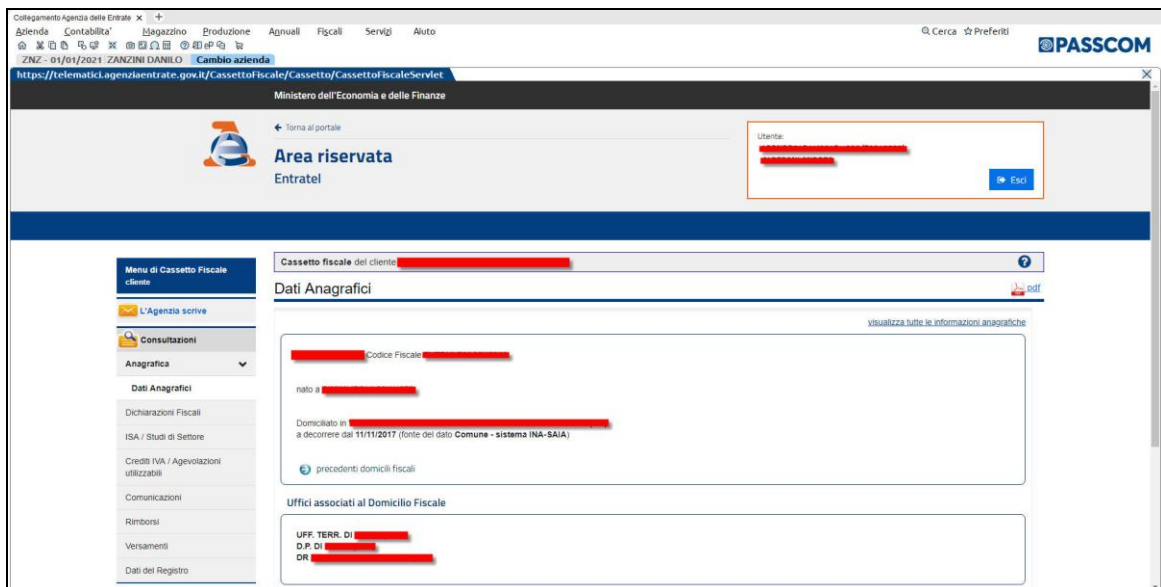 Collegamento Agenzia delle Entrate × +
Azienda Contabilita' Magazzino Produzione Annuali Fiscali Servizi Aiuto Cerca Preferiti
PASSCOM
ZNZ - 01/01/2021 ZANZINI DANILO Cambio azienda
https://telematici.agenziaentrate.gov.it/CassettoFiscale/Cassetto/CassettoFiscaleServlet
Ministero dell'Economia e delle Finanze
Torna al portale
Area riservata
Entratel
Utente:
Esci
Menu di Cassetto Fiscale
cliente
L'Agenzia scrive
Consultazioni
Anagrafica
Dati Anagrafici
Dichiarazioni Fiscali
ISA / Studi di Settore
Crediti IVA / Agevolazioni
utilizzabili
Comunicazioni
Rimborsi
Versamenti
Dati del Registro
Cassetto fiscale del cliente
Dati Anagrafici
pdf
visualizza tutte le informazioni anagrafiche
Codice Fiscale
nato a
Domiciliato in
a decorrere dal 11/11/2017 (fonte del dato Comune - sistema INA-SAIA)
precedenti domicili fiscali
Uffici associati al Domicilio Fiscale
UFF. TERR. DI
D.P. DI
DR